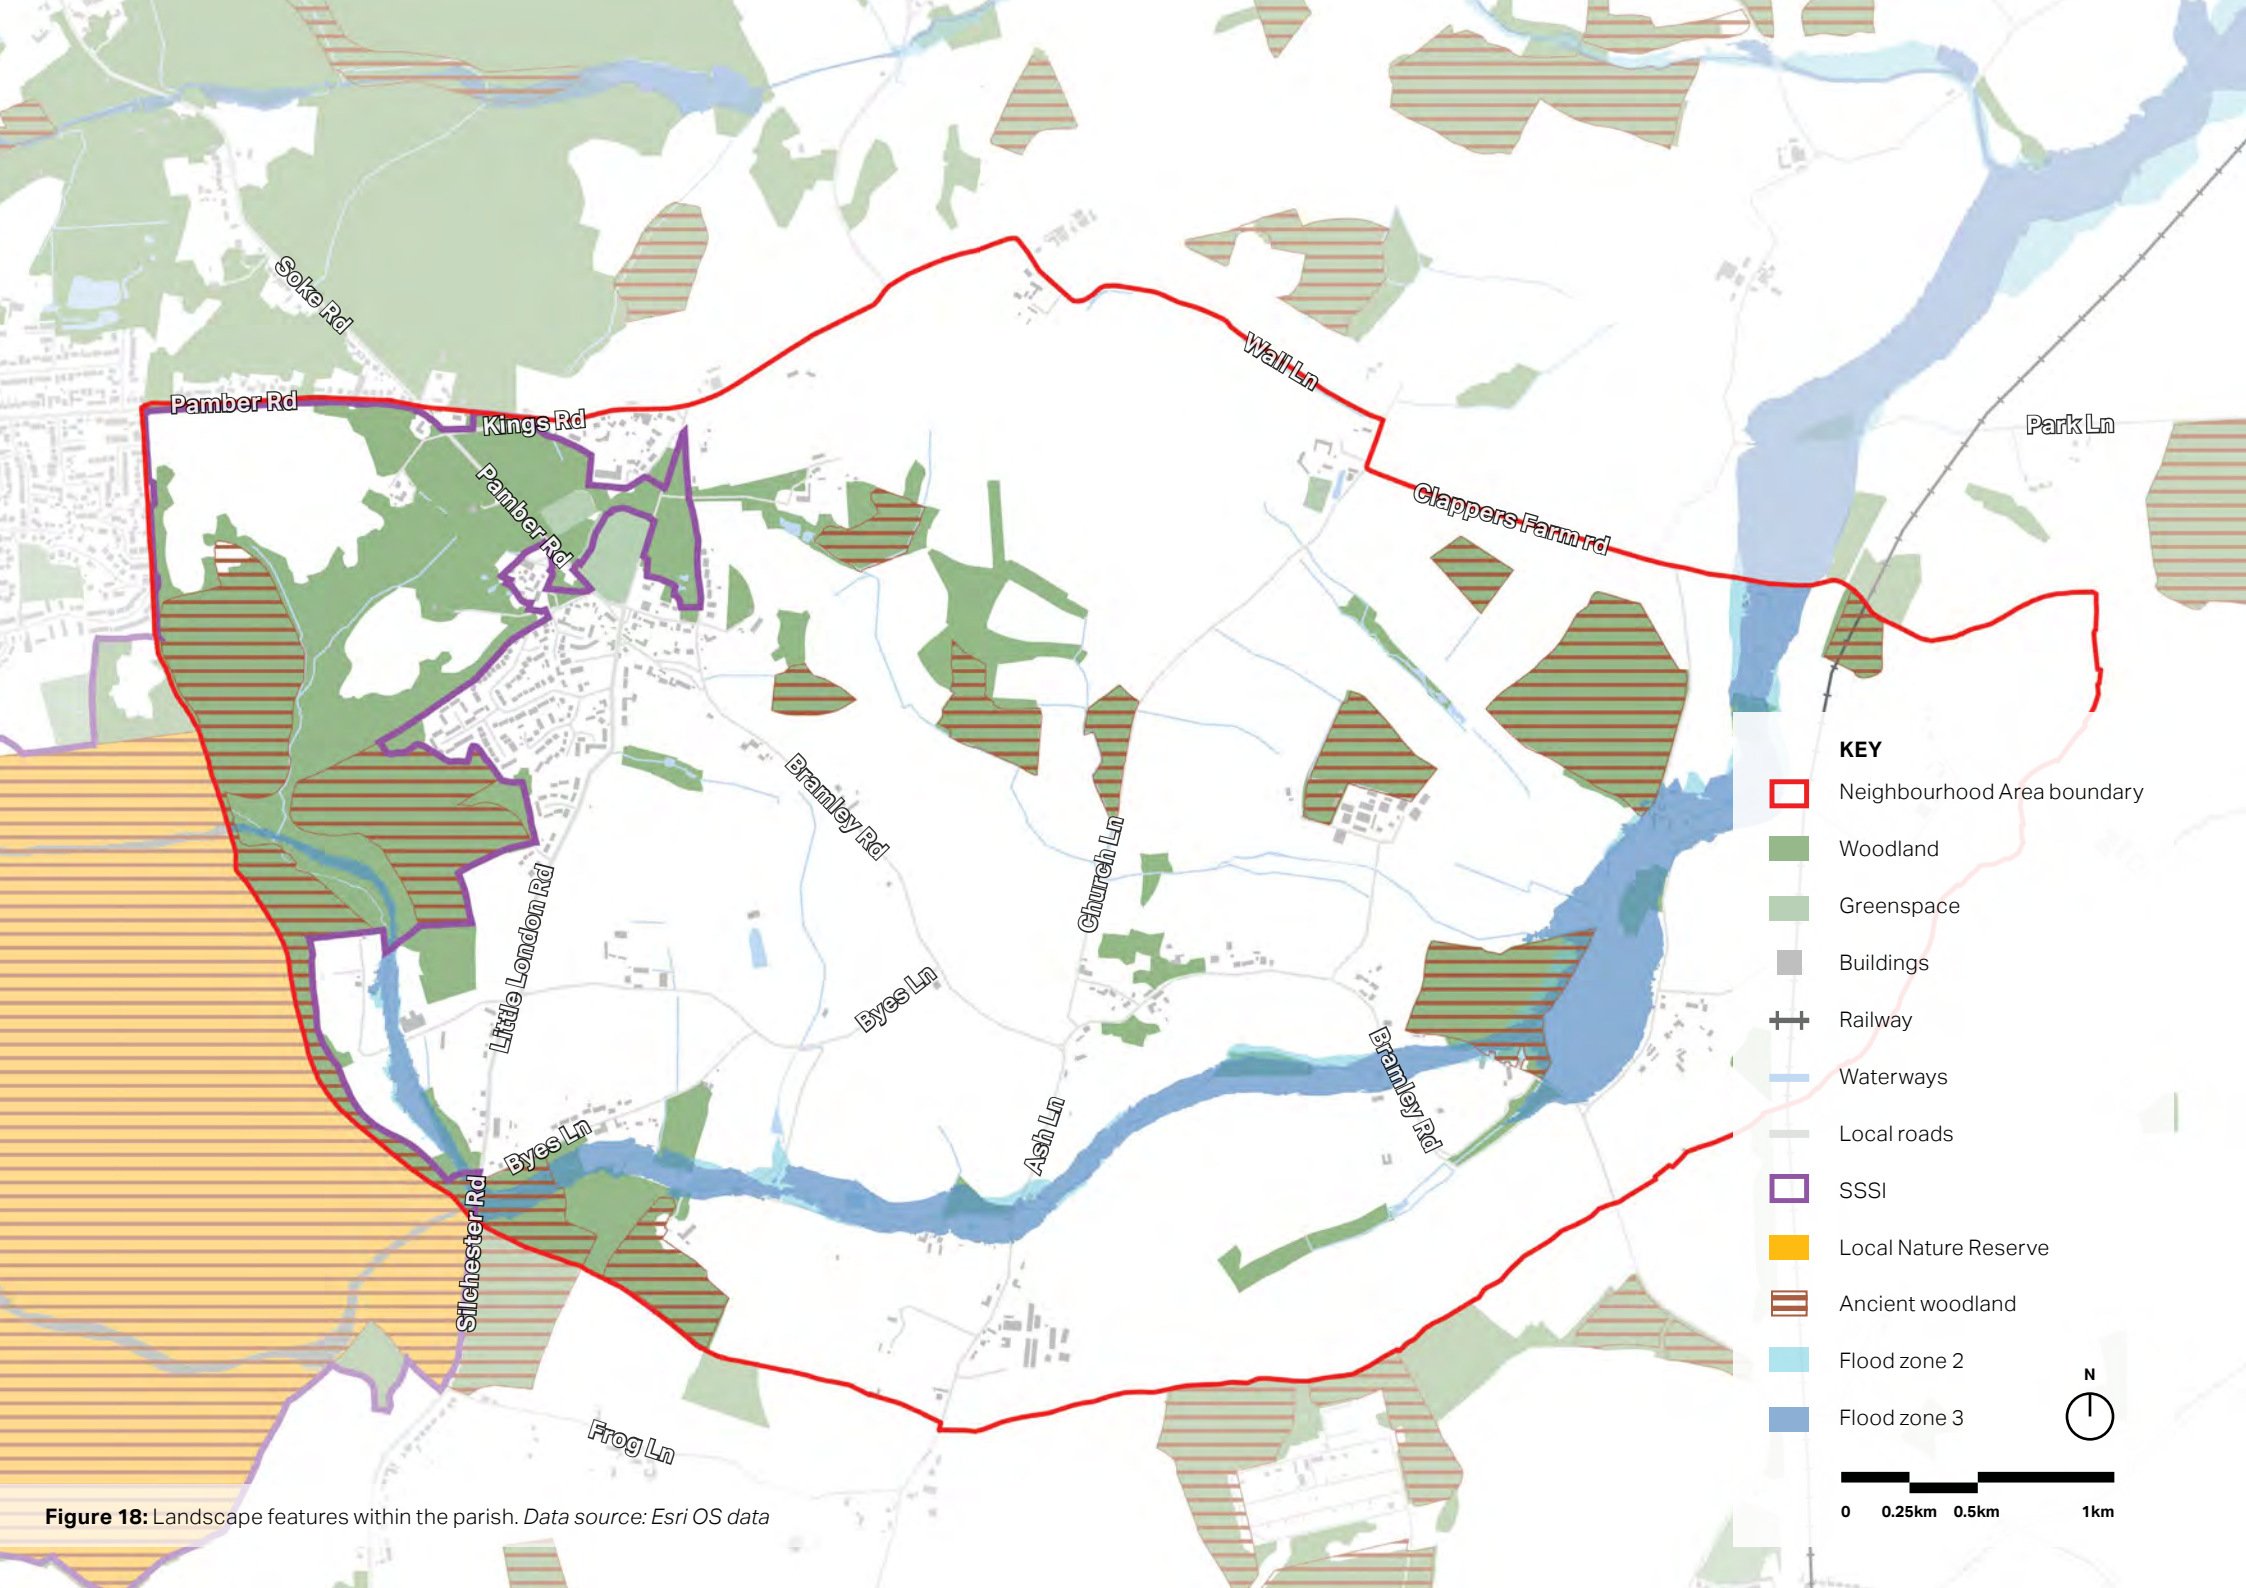 Soke Rd
Pamber Rd
Kings Rd
Pamber Rd
Wall Ln
Clappers Farm rd
Park Ln
Bramley Rd
Church Ln
Little London Rd
Byes Ln
Bramley Rd
Byes Ln
Ash Ln
Silchester Rd
Frog Ln
KEY
Neighbourhood Area boundary
Woodland
Greenspace
Buildings
Railway
Waterways
Local roads
SSSI
Local Nature Reserve
Ancient woodland
Flood zone 2
Flood zone 3
N
0 0.25km 0.5km 1km
Figure 18: Landscape features within the parish. Data source: Esri OS data